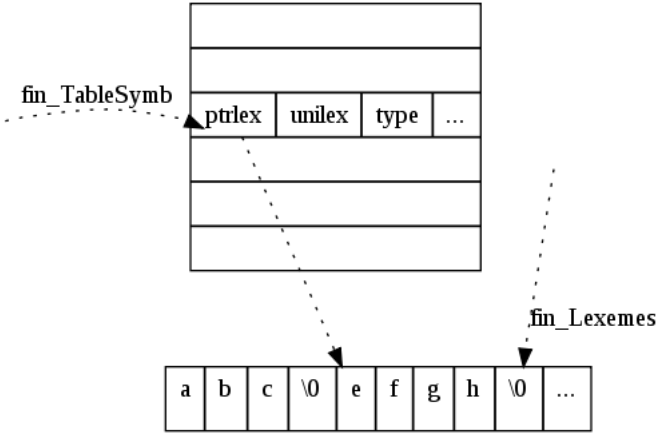 fin_TableSymb
ptrlex unilex type ...
fin_Lexemes
a b c \0 e f g h \0 ...